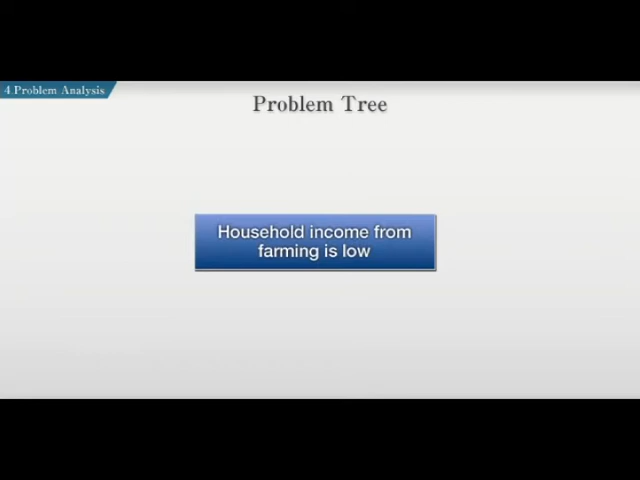 4 Problem Analysis
Problem Tree
Household income from
farming is low